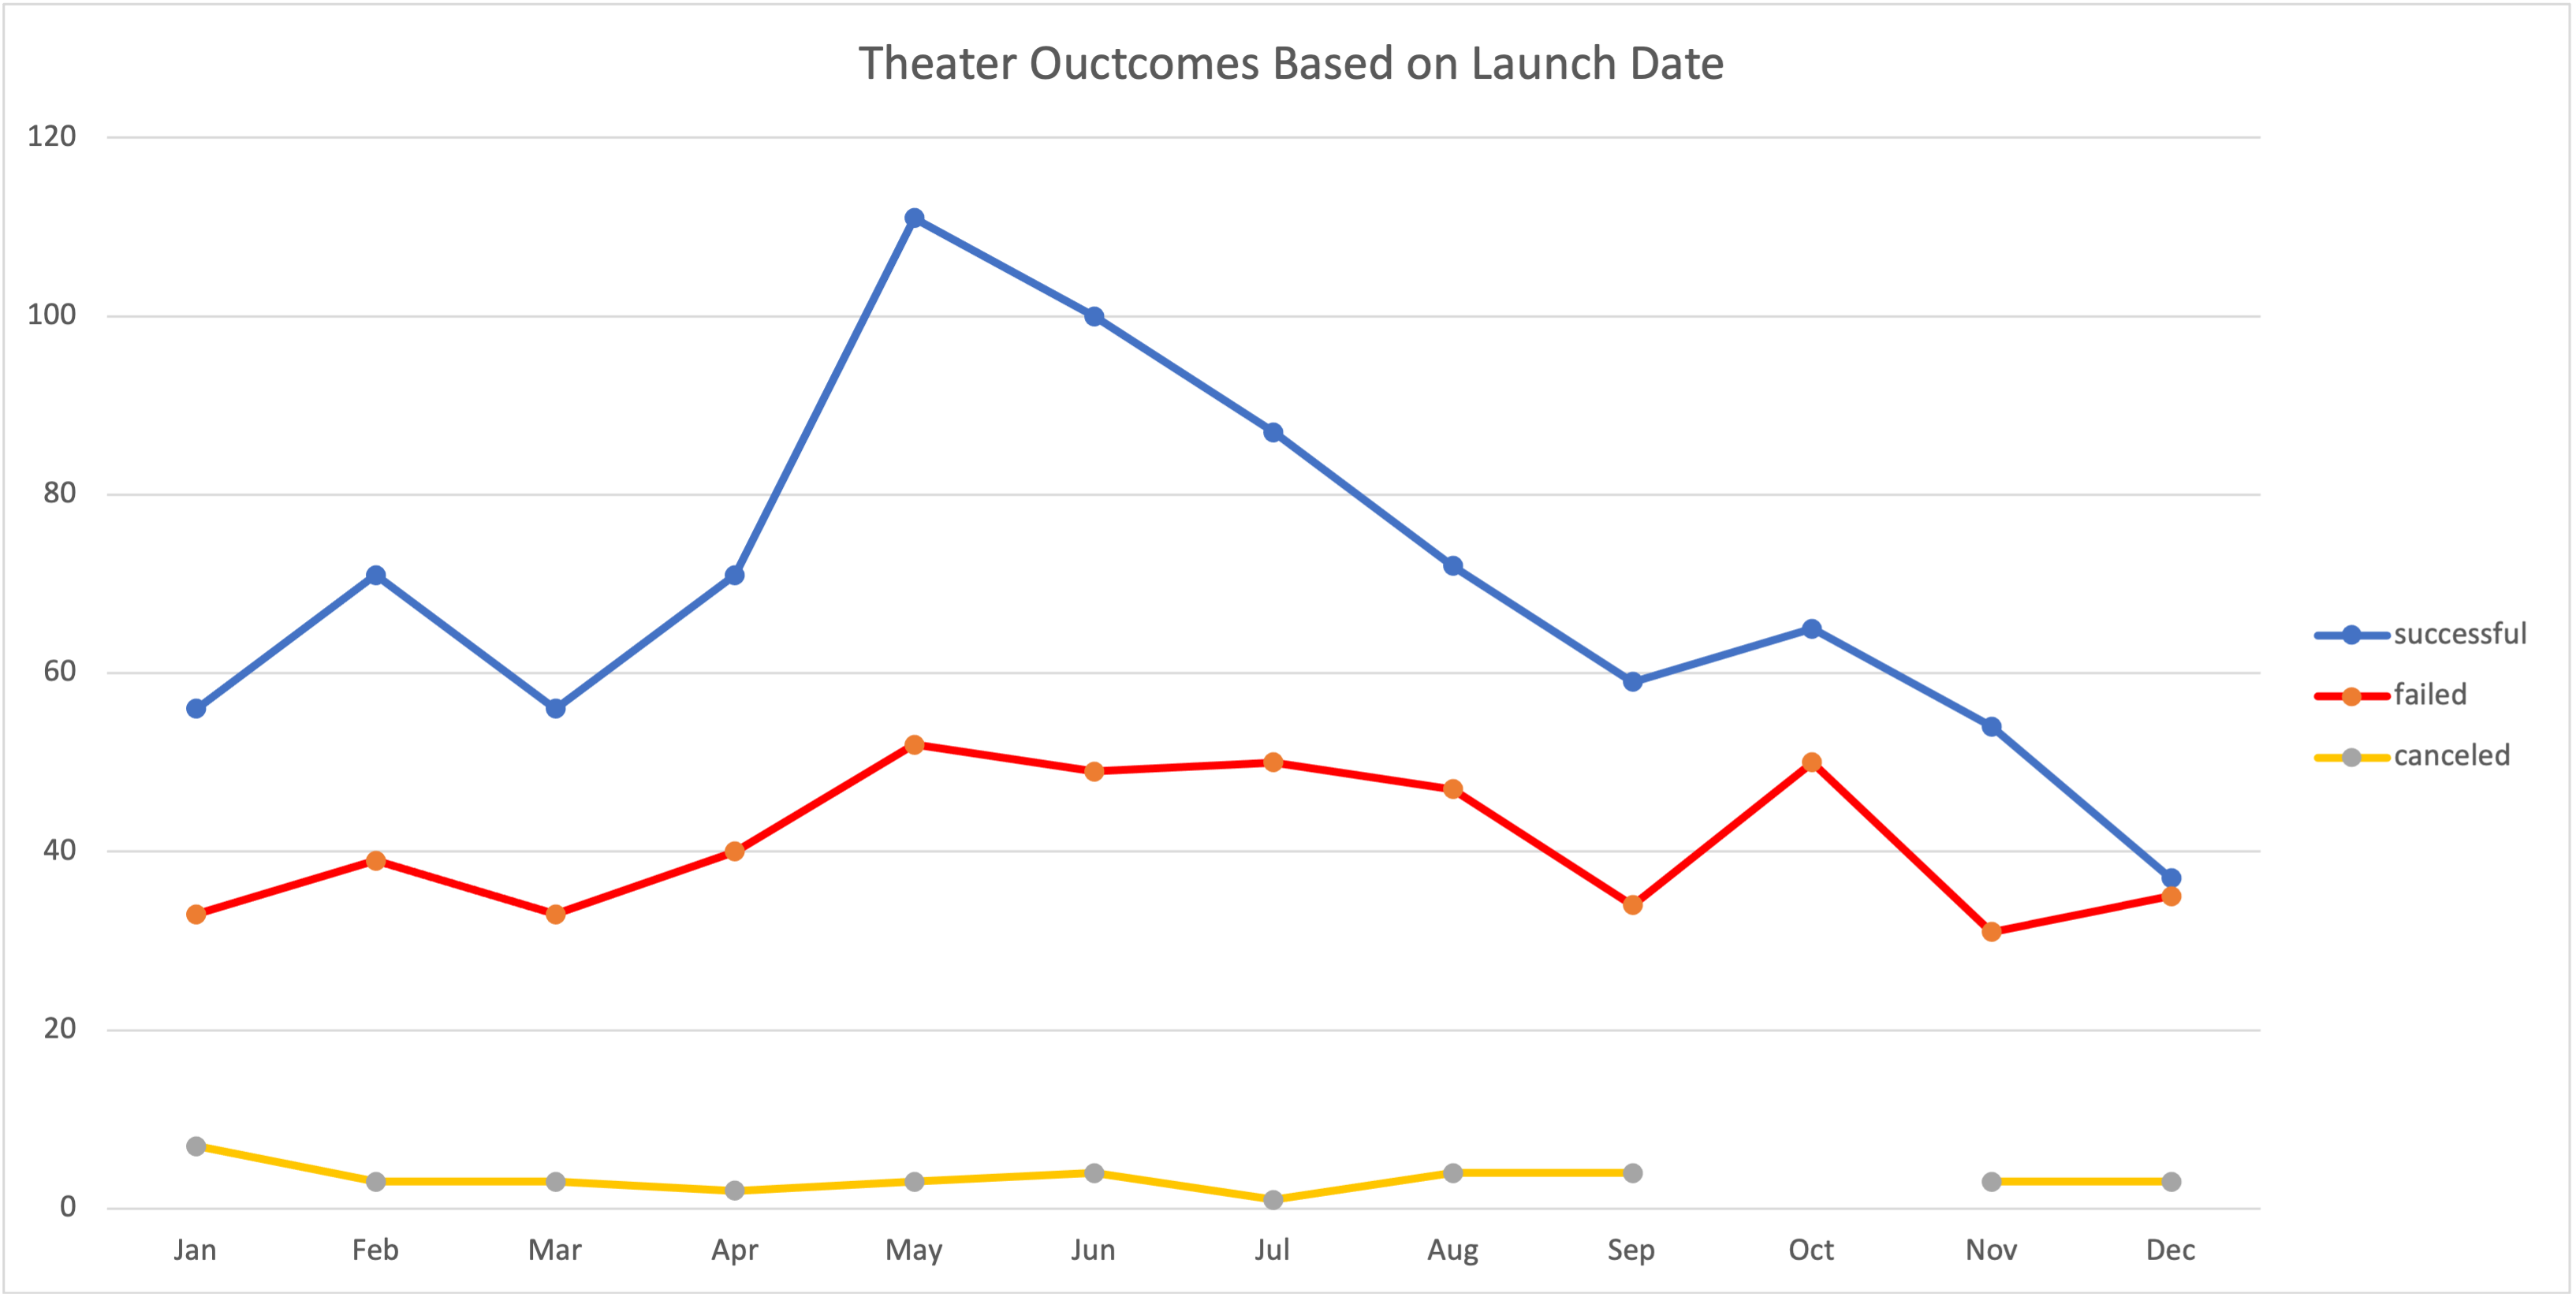 Theater Ouctcomes Based on Launch Date
120
100
80
60
40
20
0
Jan Feb Mar Apr May Jun Jul Aug Sep Oct Nov Dec
successful
failed
canceled